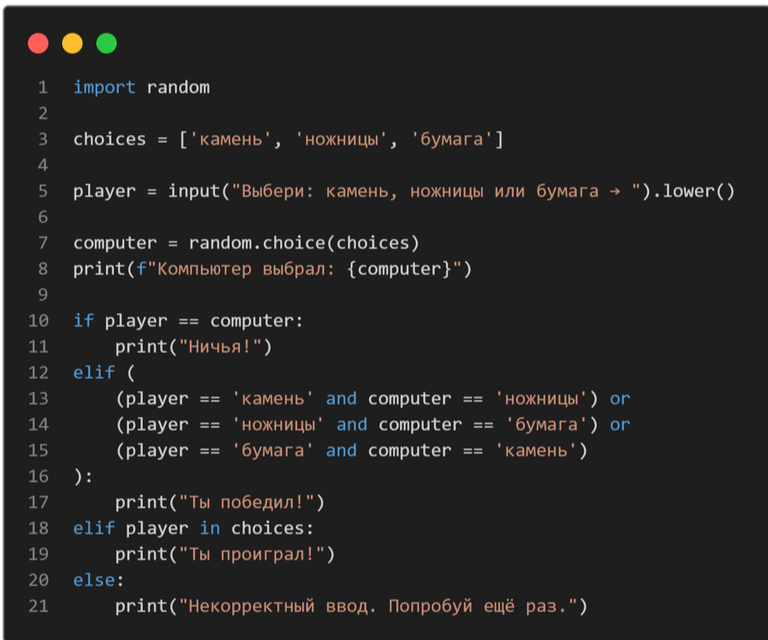 1 import random
2
3 choices = ['камень', 'ножницы', 'бумага']
4
5 player = input("Выбери: камень, ножницы или бумага → ").lower()
6
7 computer = random.choice(choices)
8 print(f"Компьютер выбрал: {computer}")
9
10 if player == computer:
11     print("Ничья!")
12 elif (
13     (player == 'камень' and computer == 'ножницы') or
14     (player == 'ножницы' and computer == 'бумага') or
15     (player == 'бумага' and computer == 'камень')
16 ):
17     print("Ты победил!")
18 elif player in choices:
19     print("Ты проиграл!")
20 else:
21     print("Некорректный ввод. Попробуй ещё раз.")